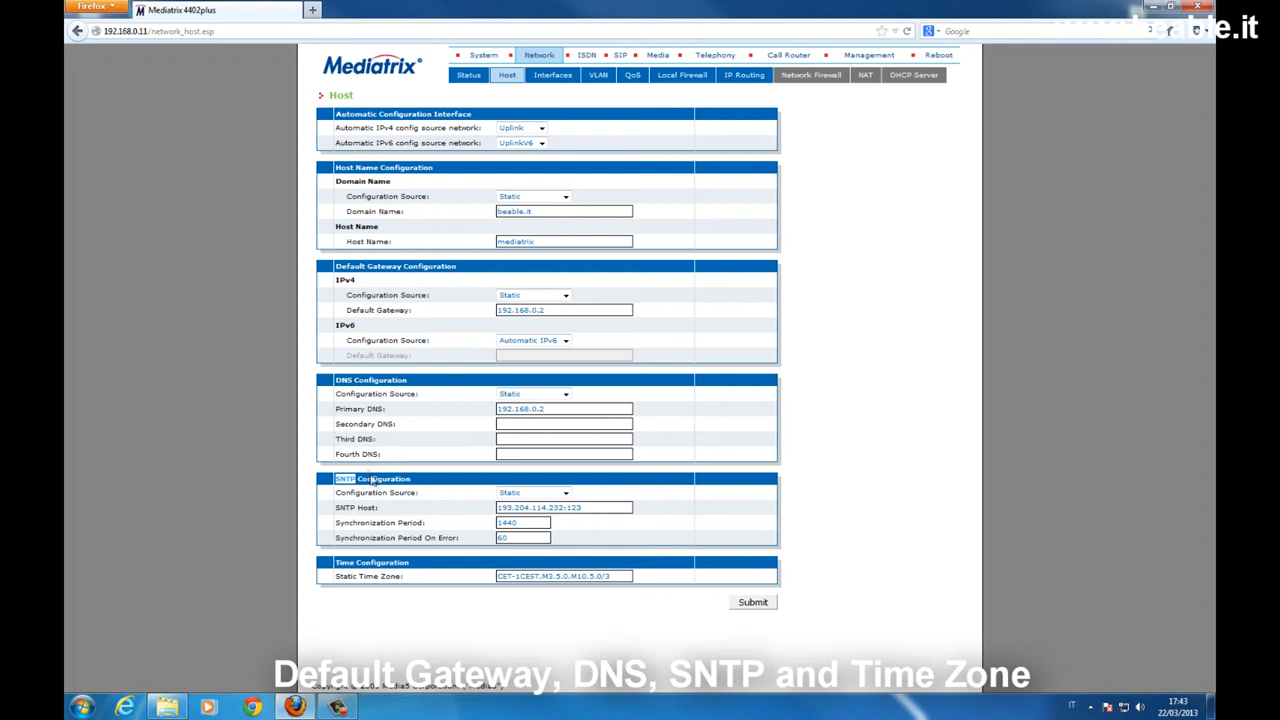 Firefox
Mediatrix 4402plus
192.168.0.11/network_host.esp
Google
www.beable.it
Mediatrix
System Network ISDN SIP Media Telephony Call Router Management Reboot
Status Host Interfaces VLAN QoS Local Firewall IP Routing Network Firewall NAT DHCP Server
Host
Automatic Configuration Interface
Automatic IPv4 config source network: Uplink
Automatic IPv6 config source network: UplinkV6
Host Name Configuration
Domain Name
Configuration Source: Static
Domain Name: beable.it
Host Name
Host Name: mediatrix
Default Gateway Configuration
IPv4
Configuration Source: Static
Default Gateway: 192.168.0.2
IPv6
Configuration Source: Automatic IPv6
Default Gateway:
DNS Configuration
Configuration Source: Static
Primary DNS: 192.168.0.2
Secondary DNS:
Third DNS:
Fourth DNS:
SNTP Configuration
Configuration Source: Static
SNTP Host: 193.204.114.232:123
Synchronization Period: 1440
Synchronization Period On Error: 60
Time Configuration
Static Time Zone: CET-1CEST,M3.5.0,M10.5.0/3
Submit
Default Gateway, DNS, SNTP and Time Zone
IT
17:43
22/03/2013